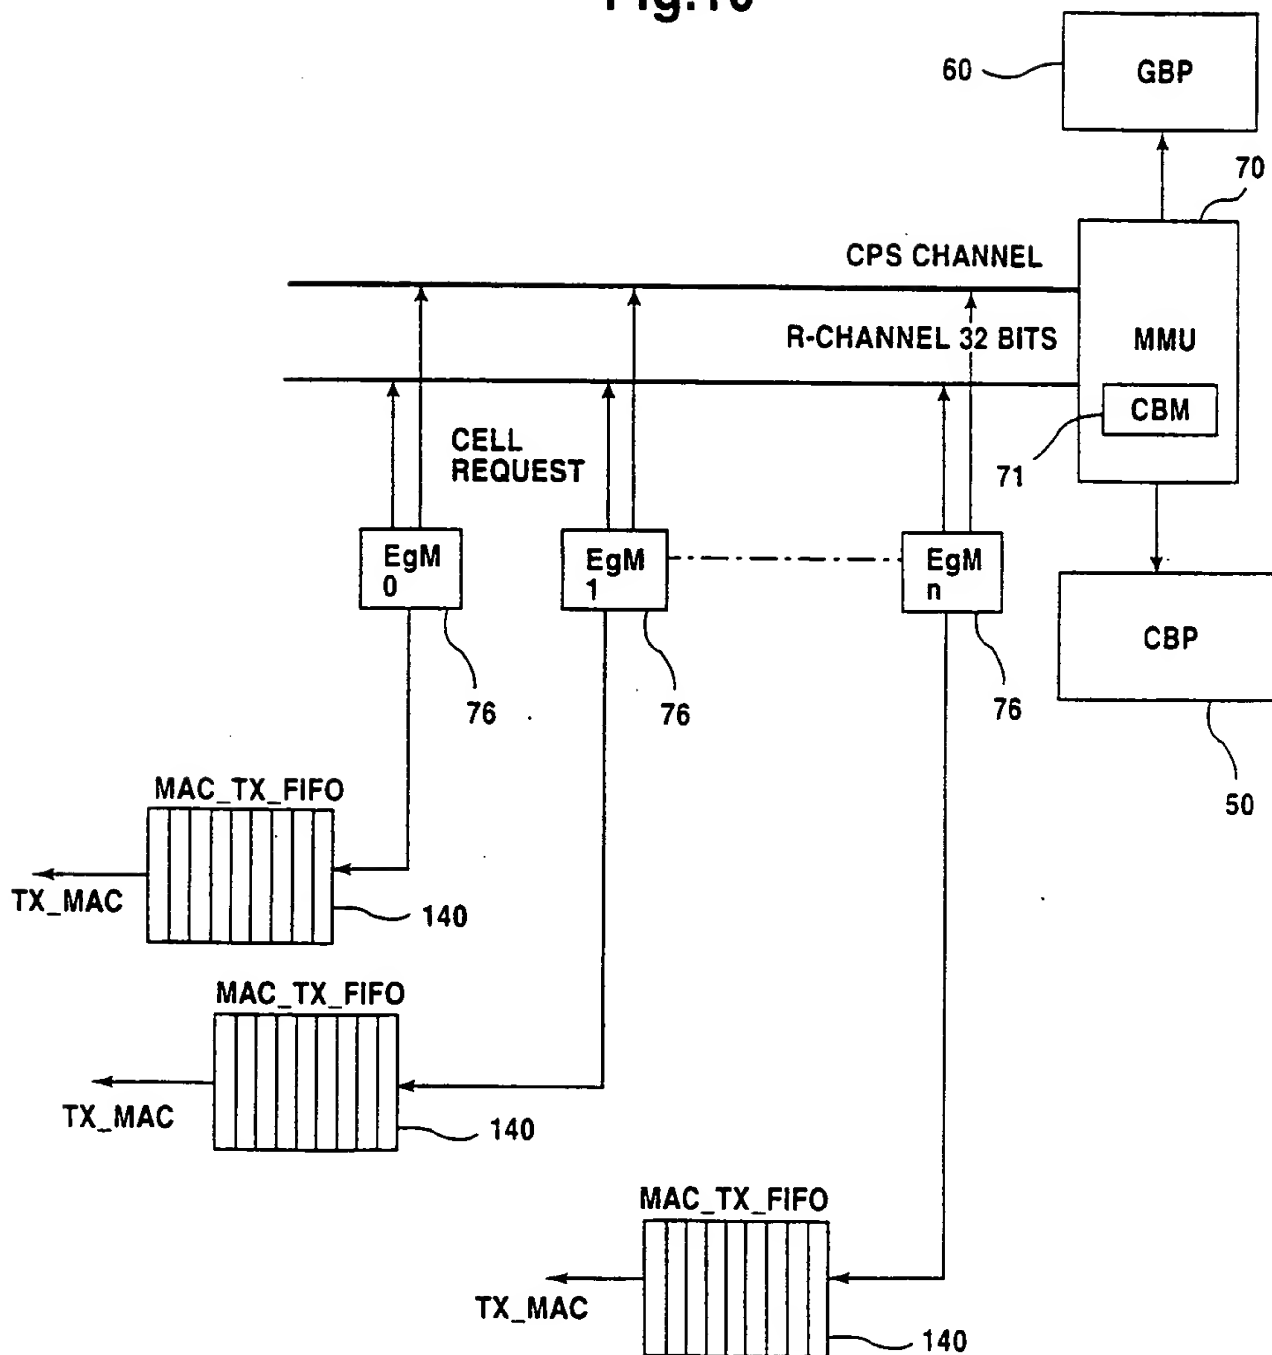 60
GBP
70
CPS CHANNEL
R-CHANNEL 32 BITS
MMU
CBM
CELL
REQUEST
71
EgM
0
EgM
1
EgM
n
CBP
76
76
76
50
MAC_TX_FIFO
TX_MAC
140
MAC_TX_FIFO
TX_MAC
140
MAC_TX_FIFO
TX_MAC
140